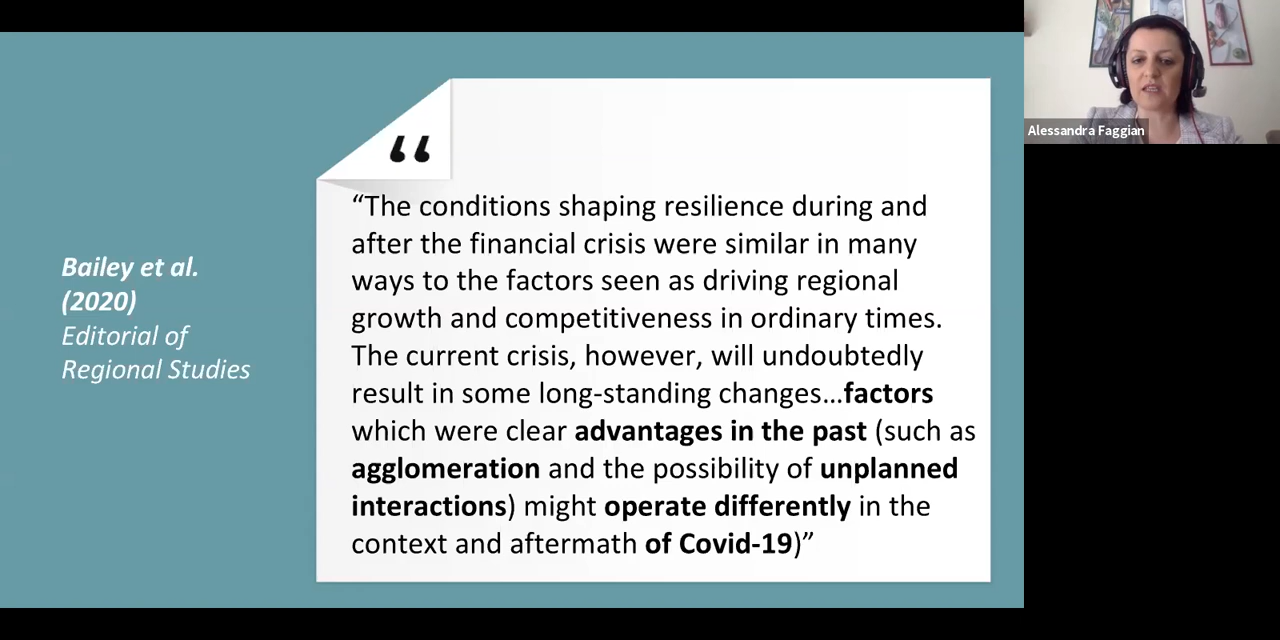 “
“The conditions shaping resilience during and
after the financial crisis were similar in many
ways to the factors seen as driving regional
growth and competitiveness in ordinary times.
The current crisis, however, will undoubtedly
result in some long-standing changes…factors
which were clear advantages in the past (such as
agglomeration and the possibility of unplanned
interactions) might operate differently in the
context and aftermath of Covid-19)”
Bailey et al.
(2020)
Editorial of
Regional Studies
Alessandra Faggian